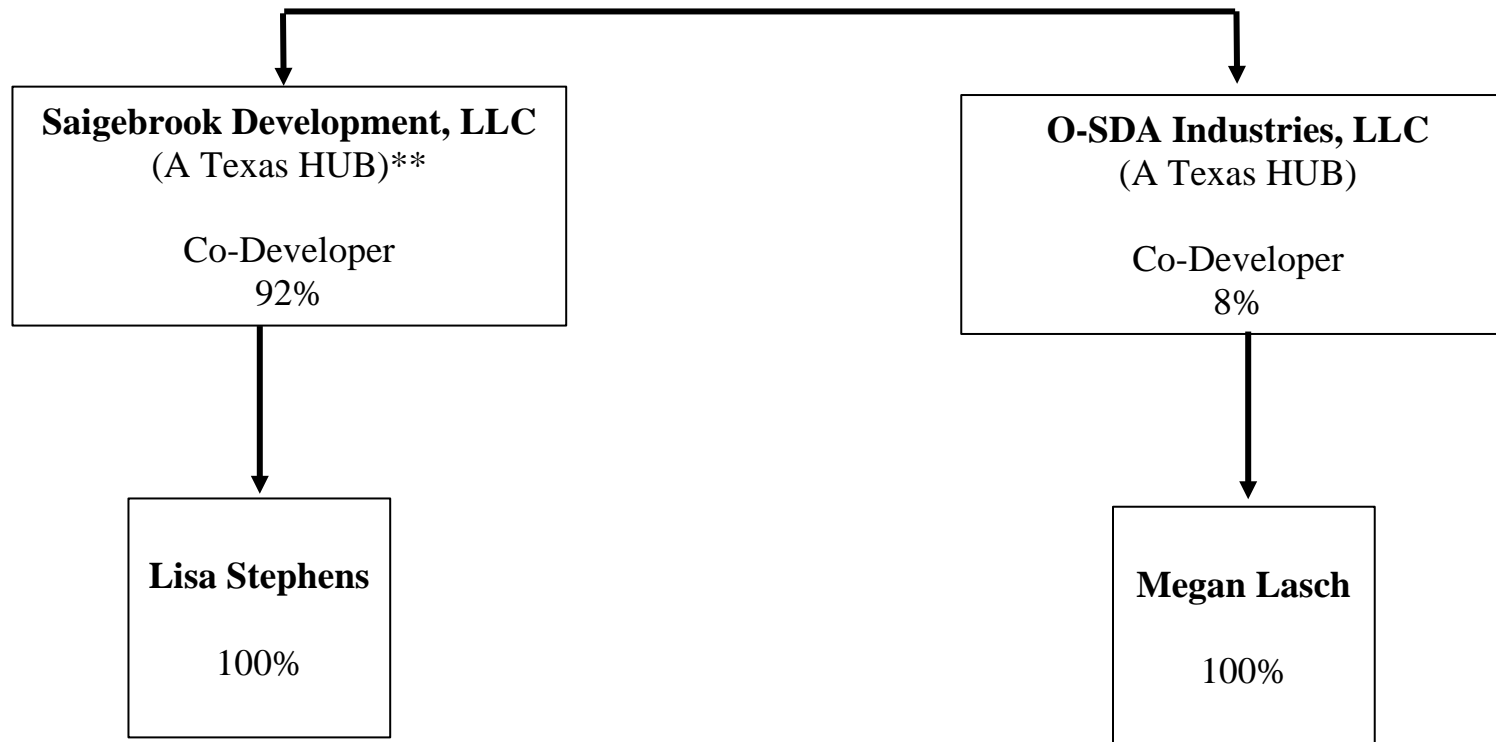 Saigebrook Development, LLC
(A Texas HUB)**
Co-Developer
92%
O-SDA Industries, LLC
(A Texas HUB)
Co-Developer
8%
Lisa Stephens
100%
Megan Lasch
100%